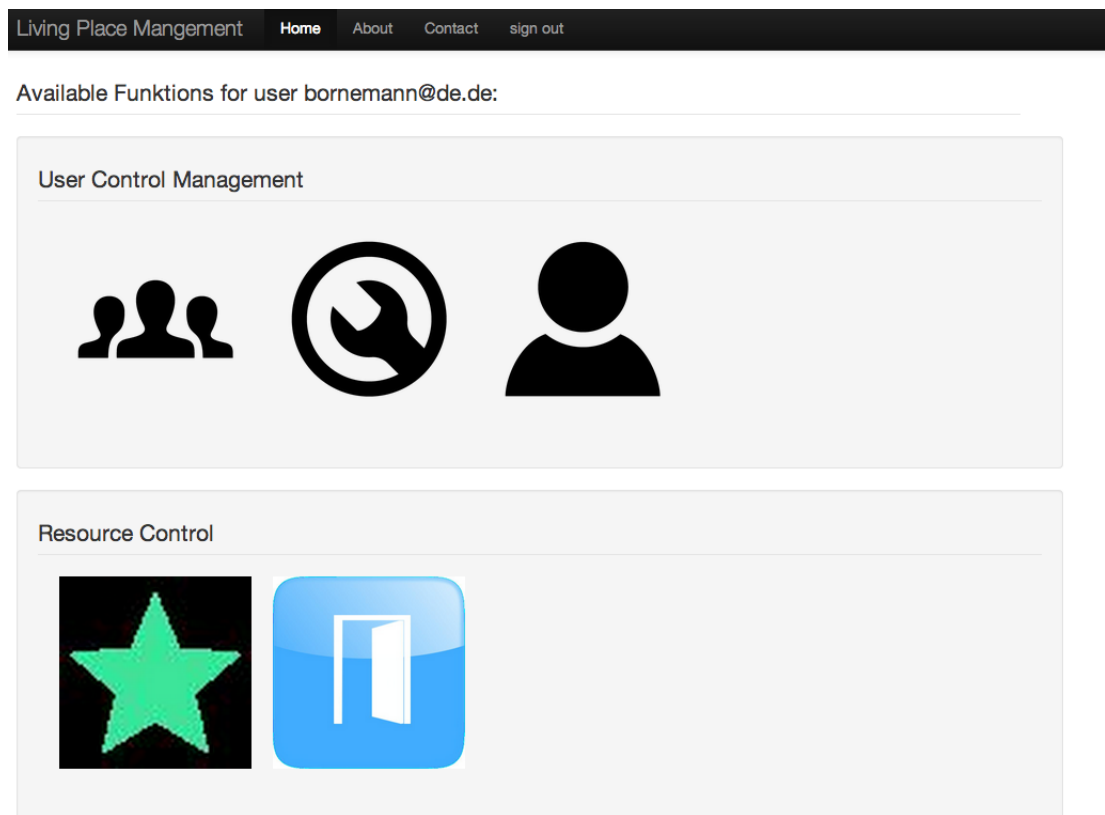 Living Place Mangement Home About Contact sign out
Available Funktions for user bornemann@de.de:
User Control Management
Resource Control